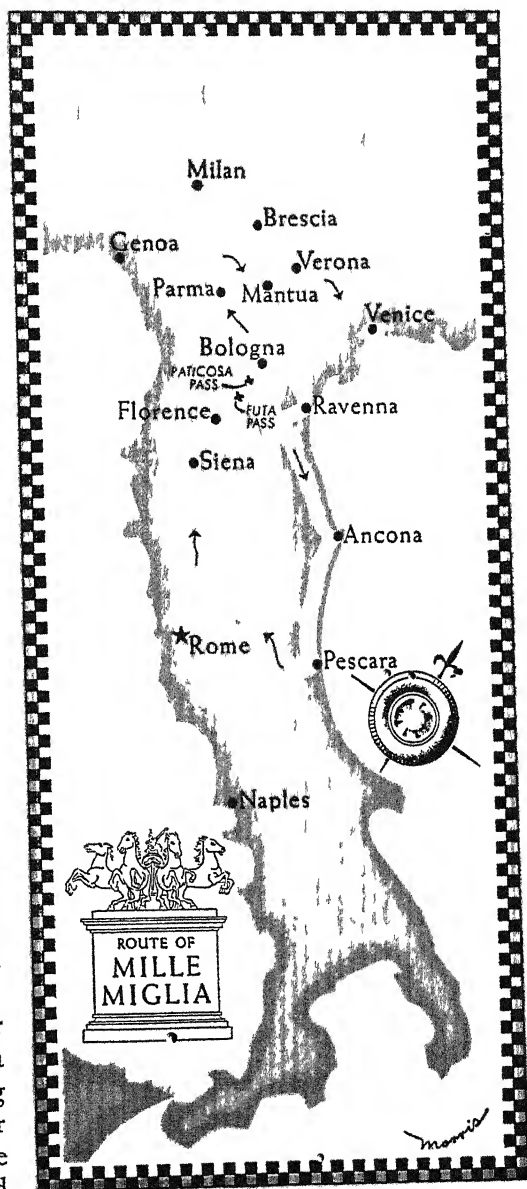 Milan
Brescia
Genoa
Verona
Parma
Mantua
Venice
Bologna
PATICOSA
PASS
Florence
FUTA
PASS
Ravenna
Siena
Ancona
Rome
Pescara
Naples
ROUTE OF
MILLE
MIGLIA
Morris